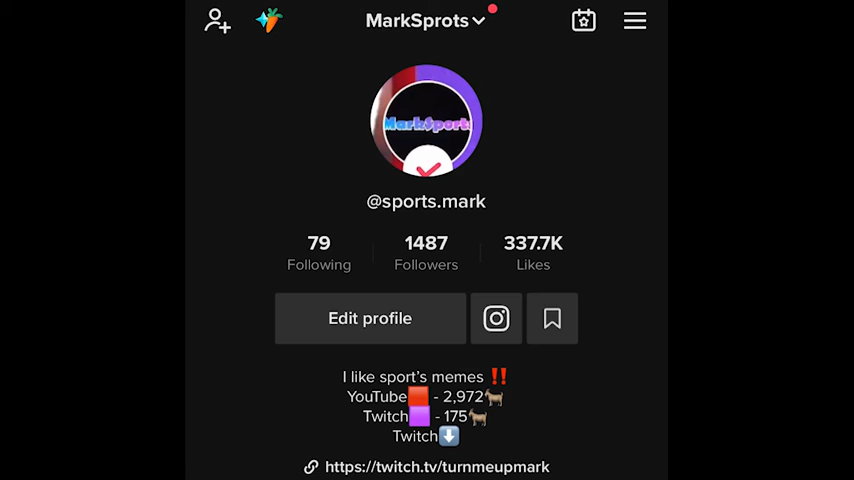 MarkSprots
MarkSports
@sports.mark
79 1487 337.7K
Following Followers Likes
Edit profile
I like sport's memes ‼️
YouTube🟥 - 2,972🐐
Twitch🟪 - 175🐐
Twitch⬇️
https://twitch.tv/turnmeupmark